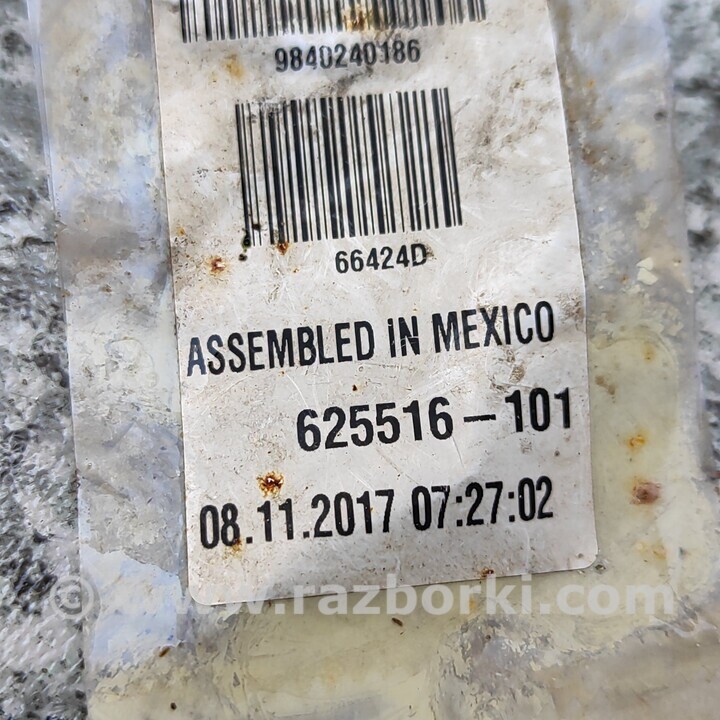 9840240186
66424D
ASSEMBLED IN MEXICO
625516-101
08.11.2017 07:27:02
© www.razborki.com